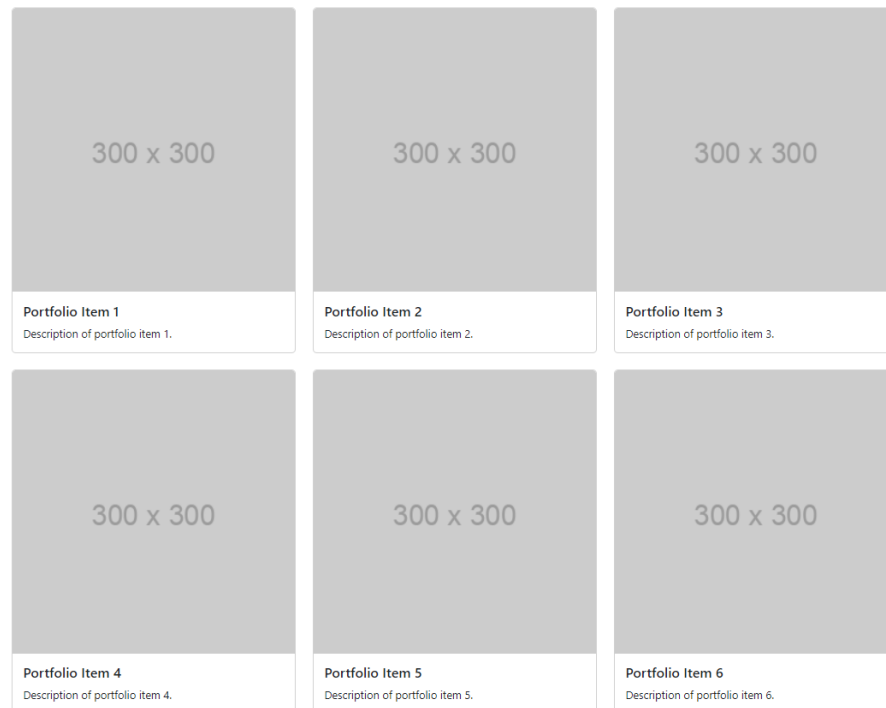 300 x 300
300 x 300
300 x 300
Portfolio Item 1
Description of portfolio item 1.
Portfolio Item 2
Description of portfolio item 2.
Portfolio Item 3
Description of portfolio item 3.
300 x 300
300 x 300
300 x 300
Portfolio Item 4
Description of portfolio item 4.
Portfolio Item 5
Description of portfolio item 5.
Portfolio Item 6
Description of portfolio item 6.